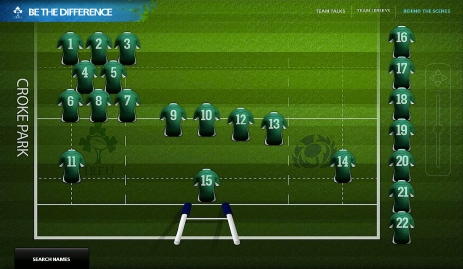 BE THE DIFFERENCE
TEAM TALKS
TEAM JERSEYS
BEHIND THE SCENES
CROKE PARK
1 2 3
4 5
6 8 7
9 10 12 13
11 14
15
16
17
18
19
20
21
22
SEARCH NAMES